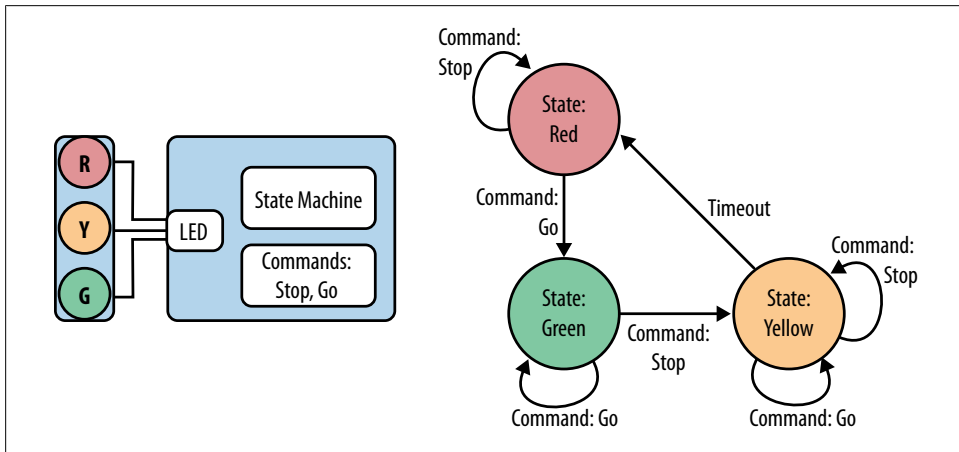 R
Y
G
LED
State Machine
Commands:
Stop, Go
Command:
Stop
State:
Red
Command:
Go
Timeout
State:
Green
Command:
Stop
State:
Yellow
Command:
Stop
Command: Go
Command: Go